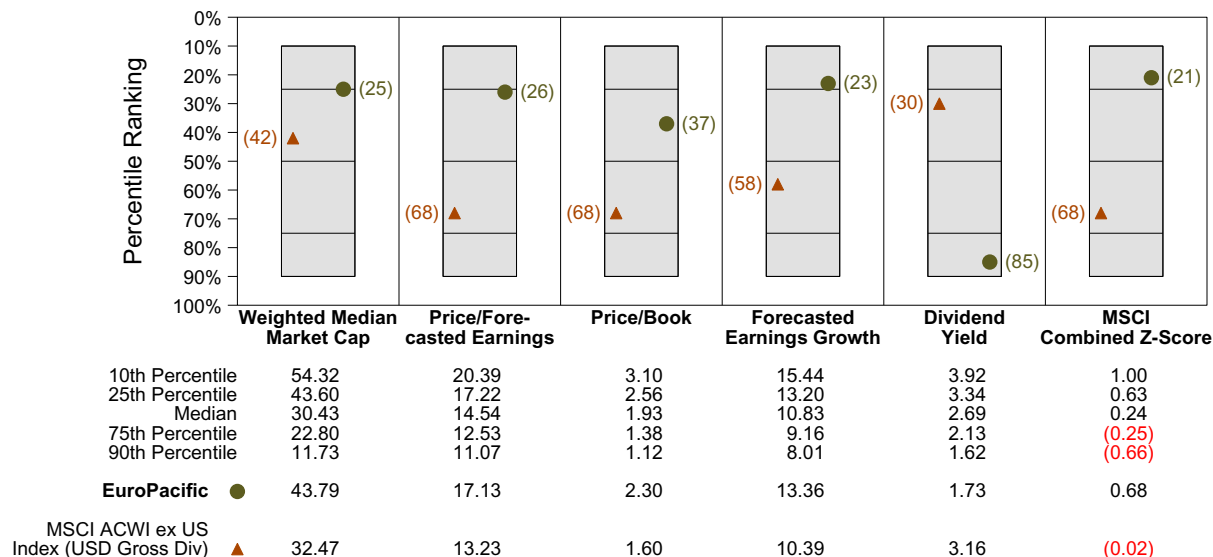 Percentile Ranking
0%
10%
20%
30%
40%
50%
60%
70%
80%
90%
100%
(25)
(42)
(26)
(68)
(37)
(68)
(23)
(58)
(30)
(85)
(21)
(68)
Weighted Median
Market Cap
Price/Fore-
casted Earnings
Price/Book
Forecasted
Earnings Growth
Dividend
Yield
MSCI
Combined Z-Score
10th Percentile 54.32 20.39 3.10 15.44 3.92 1.00
25th Percentile 43.60 17.22 2.56 13.20 3.34 0.63
Median 30.43 14.54 1.93 10.83 2.69 0.24
75th Percentile 22.80 12.53 1.38 9.16 2.13 (0.25)
90th Percentile 11.73 11.07 1.12 8.01 1.62 (0.66)
EuroPacific 43.79 17.13 2.30 13.36 1.73 0.68
MSCI ACWI ex US
Index (USD Gross Div) 32.47 13.23 1.60 10.39 3.16 (0.02)